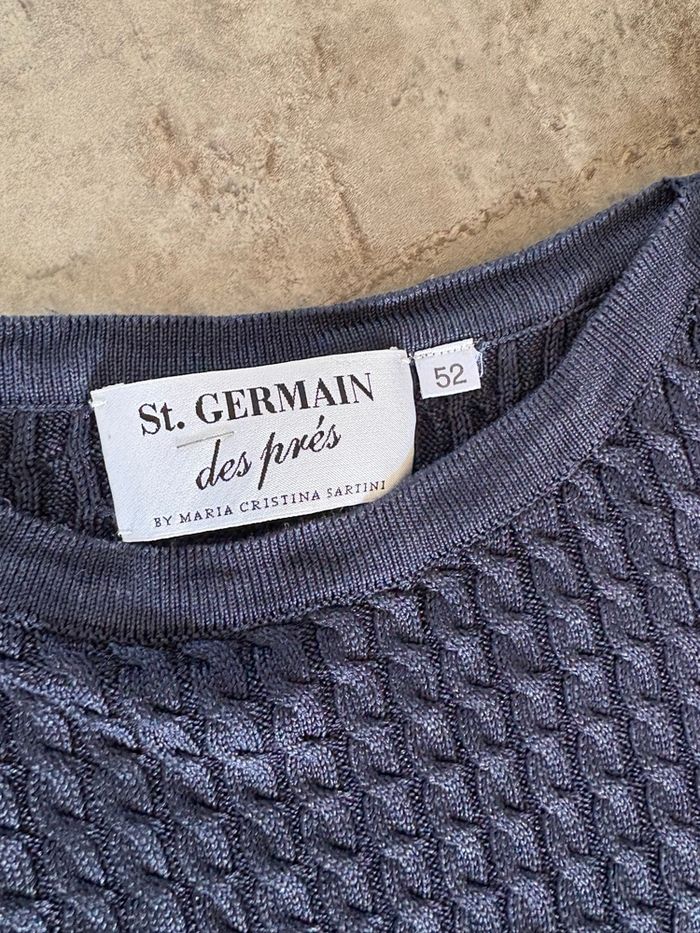 St. GERMAIN
des prés
BY MARIA CRISTINA SARTINI
52